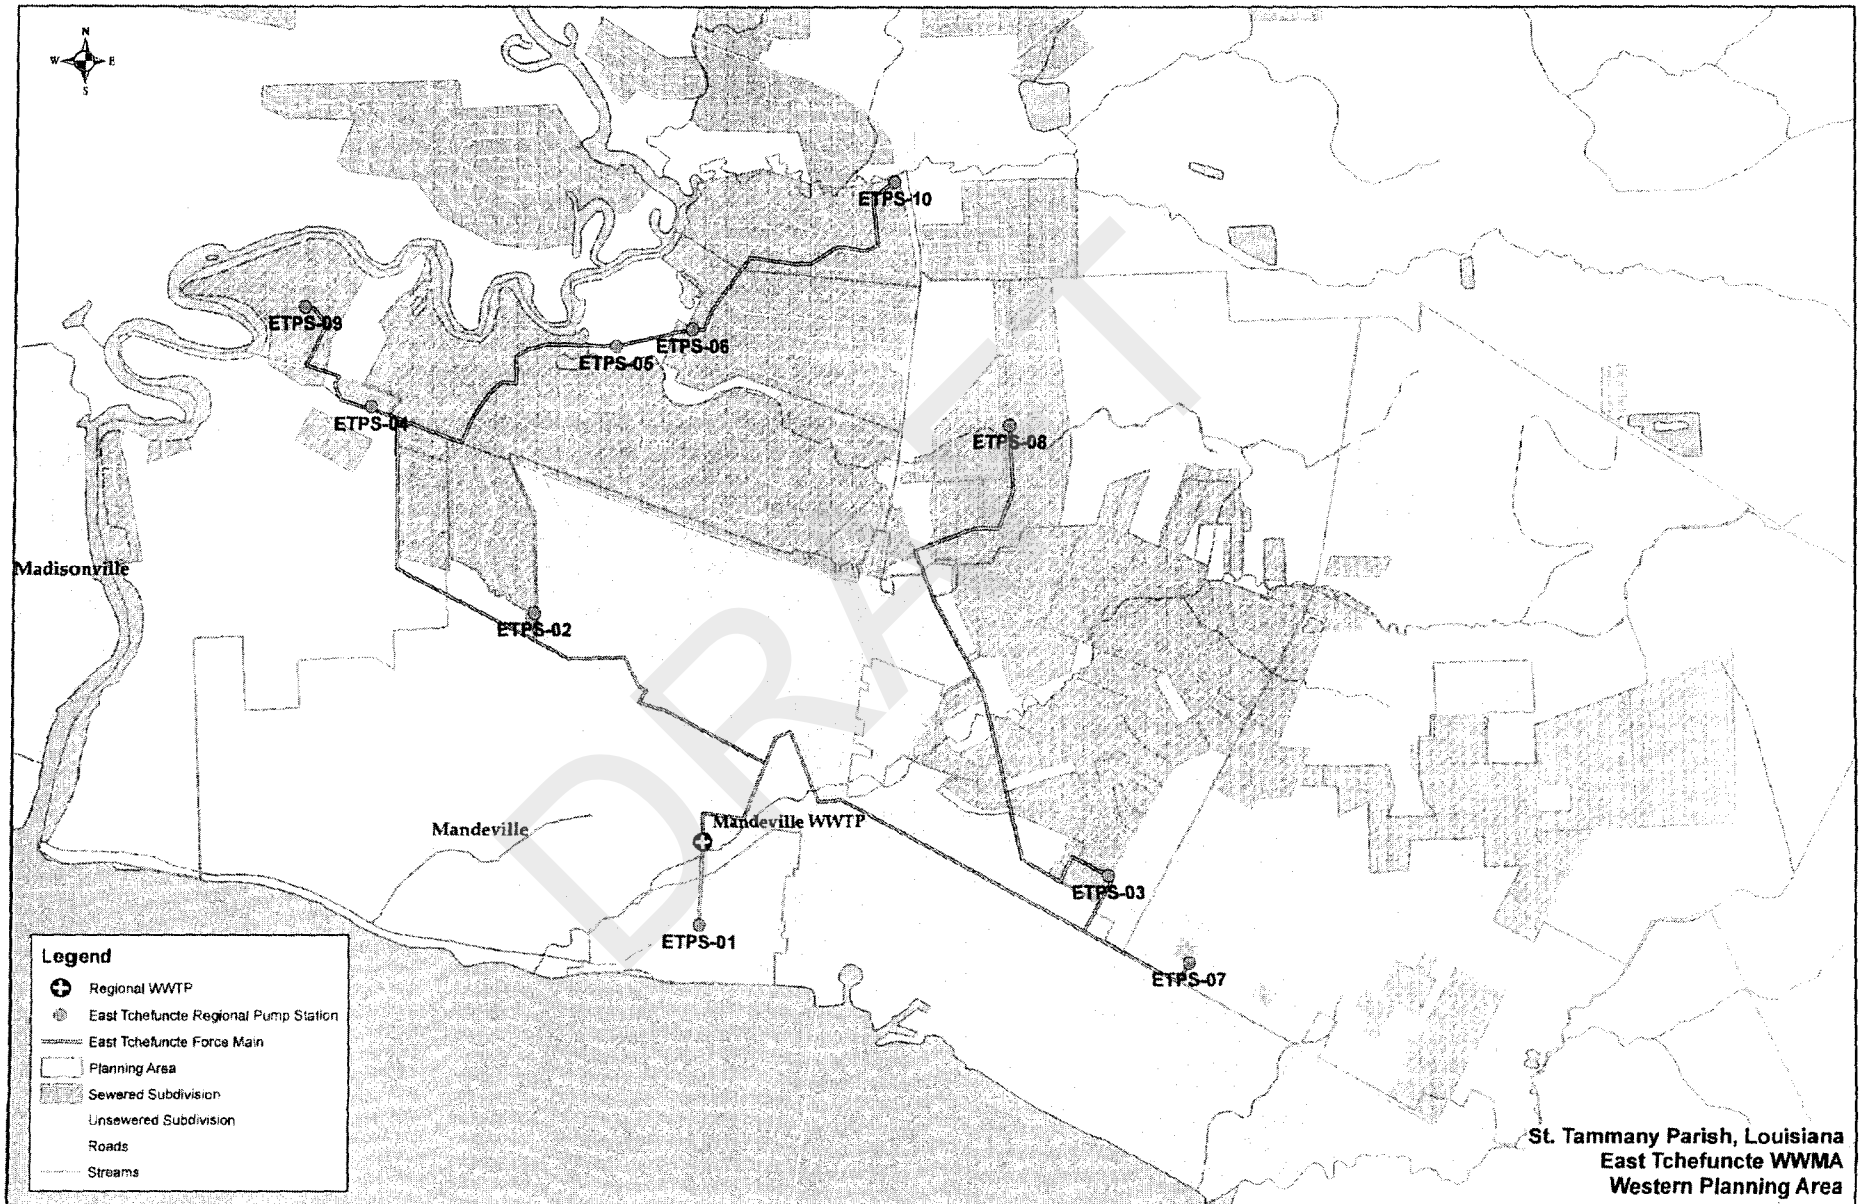 N
W E
S
ETPS-10
ETPS-09
ETPS-06
ETPS-05
ETPS-04
ETPS-08
Madisonville
ETPS-02
Mandeville
Mandeville WWTP
ETPS-03
ETPS-01
ETPS-07
DRAFT
Legend
Regional WWTP
East Tchefuncte Regional Pump Station
East Tchefuncte Force Main
Planning Area
Sewered Subdivision
Unsewered Subdivision
Roads
Streams
St. Tammany Parish, Louisiana
East Tchefuncte WWMA
Western Planning Area